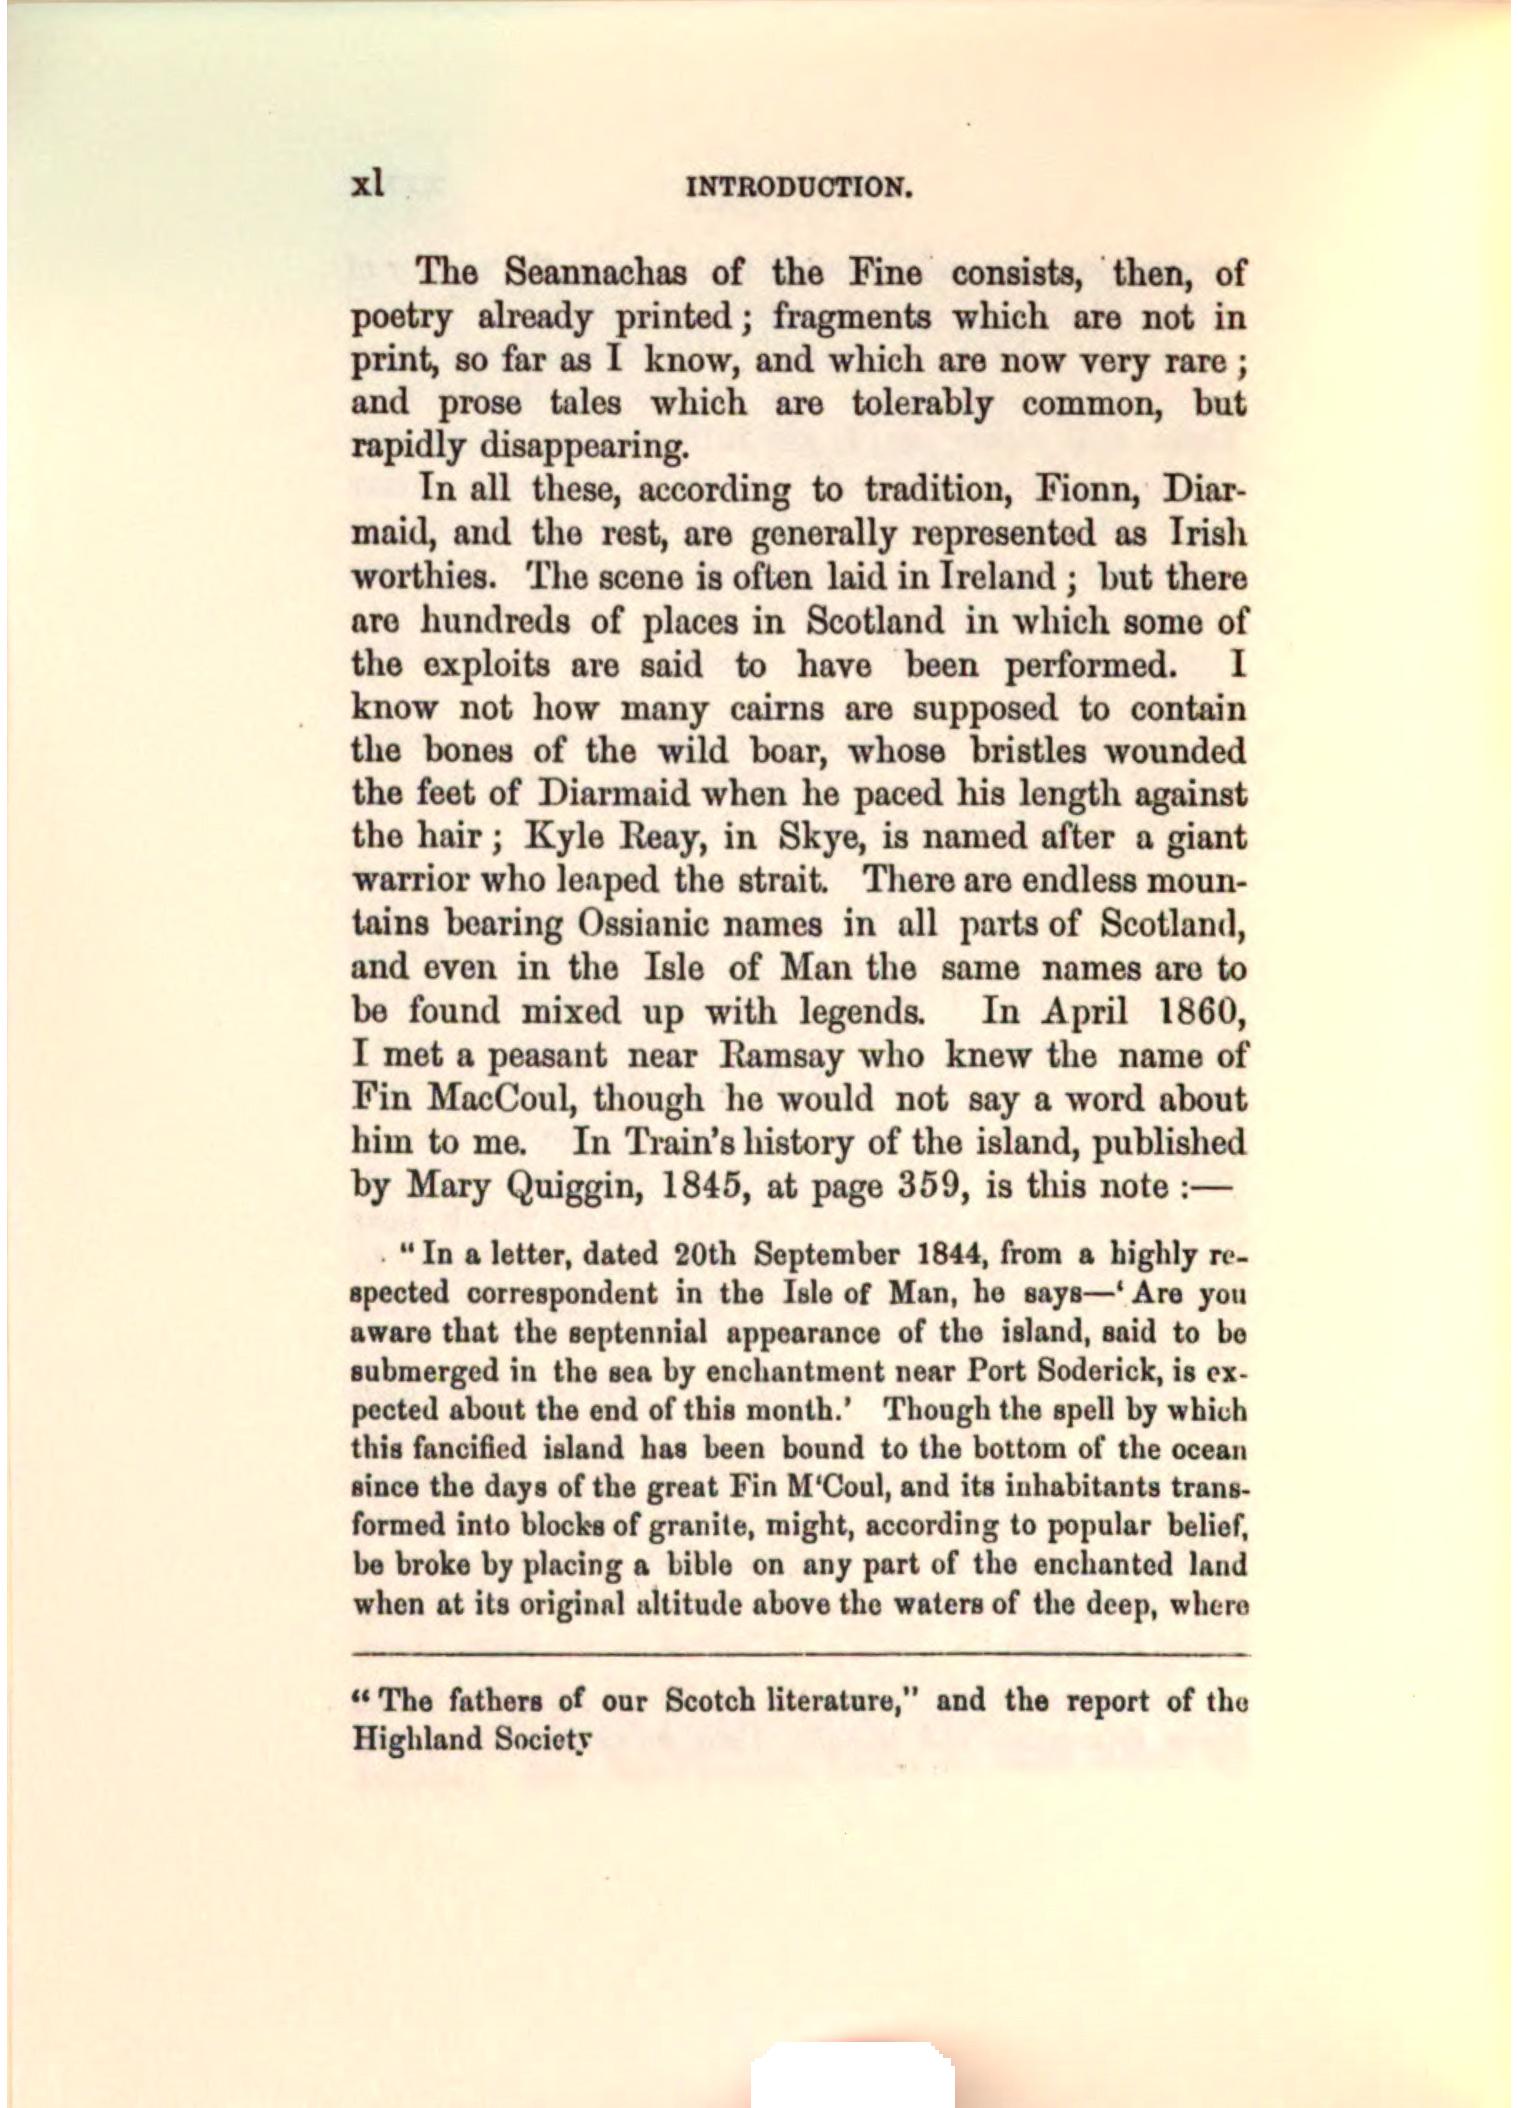 xl INTRODUCTION.
The Seannachas of the Fine consists, then, of
poetry already printed; fragments which are not in
print, so far as I know, and which are now very rare;
and prose tales which are tolerably common, but
rapidly disappearing.
In all these, according to tradition, Fionn, Diar-
maid, and the rest, are generally represented as Irish
worthies. The scene is often laid in Ireland; but there
are hundreds of places in Scotland in which some of
the exploits are said to have been performed. I
know not how many cairns are supposed to contain
the bones of the wild boar, whose bristles wounded
the feet of Diarmaid when he paced his length against
the hair; Kyle Reay, in Skye, is named after a giant
warrior who leaped the strait. There are endless moun-
tains bearing Ossianic names in all parts of Scotland,
and even in the Isle of Man the same names are to
be found mixed up with legends. In April 1860,
I met a peasant near Ramsay who knew the name of
Fin MacCoul, though he would not say a word about
him to me. In Train's history of the island, published
by Mary Quiggin, 1845, at page 359, is this note :—
"In a letter, dated 20th September 1844, from a highly re-
spected correspondent in the Isle of Man, he says—'Are you
aware that the septennial appearance of the island, said to be
submerged in the sea by enchantment near Port Soderick, is ex-
pected about the end of this month.' Though the spell by which
this fancified island has been bound to the bottom of the ocean
since the days of the great Fin M'Coul, and its inhabitants trans-
formed into blocks of granite, might, according to popular belief,
be broke by placing a bible on any part of the enchanted land
when at its original altitude above the waters of the deep, where
"The fathers of our Scotch literature," and the report of the
Highland Society